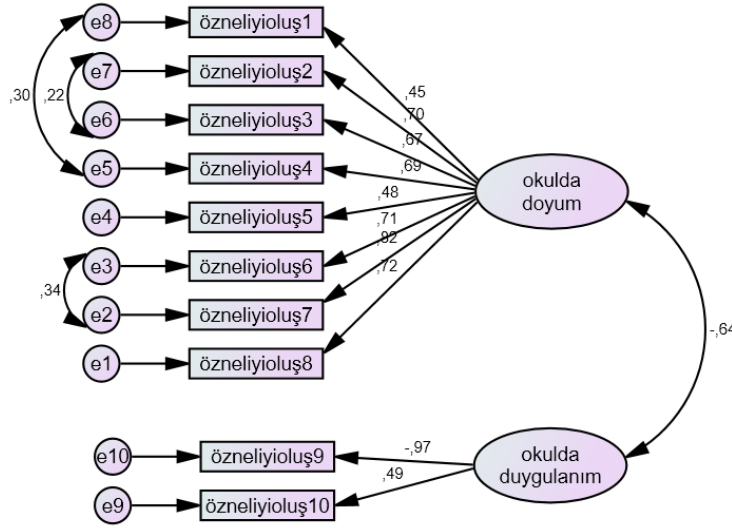 e8
özneliyioluş1
e7
özneliyioluş2
,45
,30
,22
,70
e6
özneliyioluş3
,67
e5
özneliyioluş4
,69
okulda
doyum
e4
özneliyioluş5
,48
,71
e3
özneliyioluş6
,82
,34
,72
e2
özneliyioluş7
-,64
e1
özneliyioluş8
e10
özneliyioluş9
-,97
okulda
duygulanım
e9
özneliyioluş10
,49